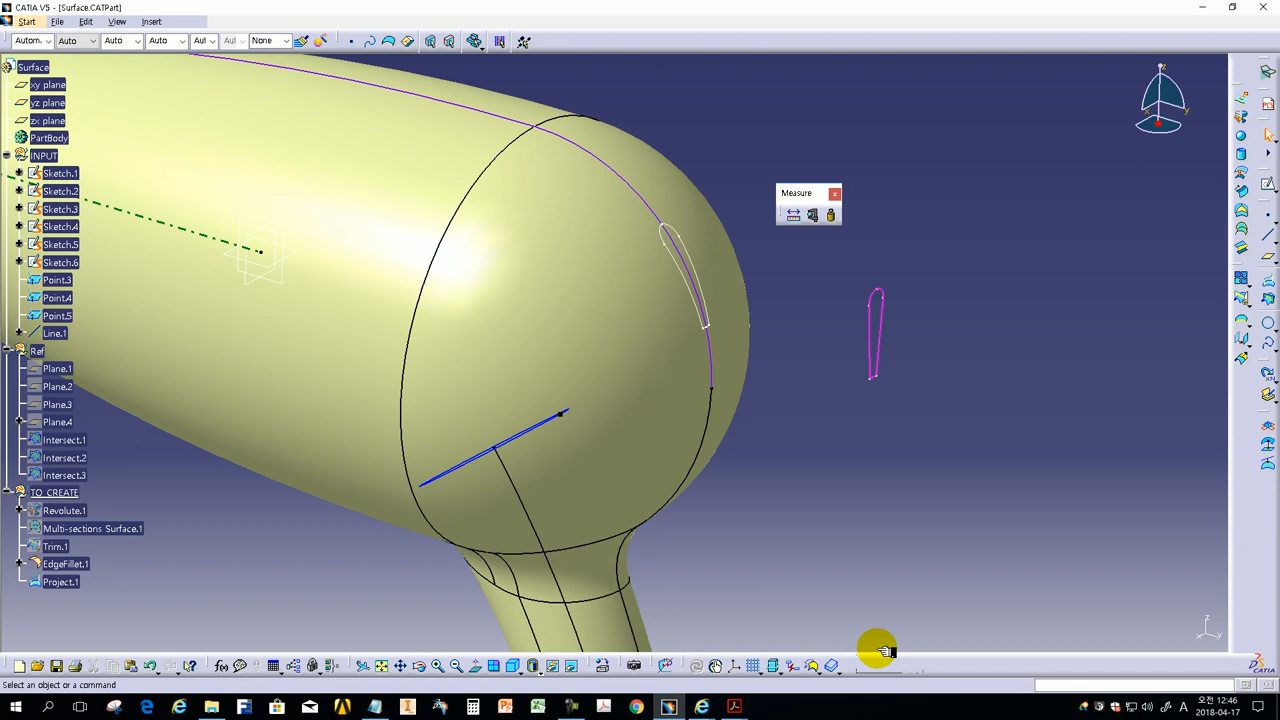 CATIA V5 - [Surface.CATPart]
Start File Edit View Insert
Autom. Auto Auto Auto Aul Aut None
Surface
xy plane
yz plane
zx plane
PartBody
INPUT
Sketch.1
Sketch.2
Sketch.3
Sketch.4
Sketch.5
Sketch.6
Point.3
Point.4
Point.5
Line.1
Ref
Plane.1
Plane.2
Plane.3
Plane.4
Intersect.1
Intersect.2
Intersect.3
TO_CREATE
Revolute.1
Multi-sections Surface.1
Trim.1
EdgeFillet.1
Project.1
Measure
z
y
x
z
y
Select an object or a command
A 오전 12:46
2018-04-17